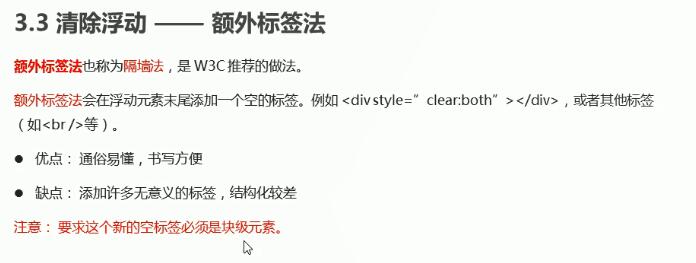 3.3 清除浮动 —— 额外标签法
额外标签法也称为隔墙法，是 W3C 推荐的做法。
额外标签法会在浮动元素末尾添加一个空的标签。例如 <div style=”clear:both”></div>，或者其他标签
（如<br />等）。
● 优点： 通俗易懂，书写方便
● 缺点： 添加许多无意义的标签，结构化较差
注意： 要求这个新的空标签必须是块级元素。